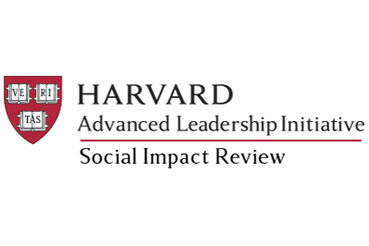 VE RI
TAS
HARVARD
Advanced Leadership Initiative
Social Impact Review